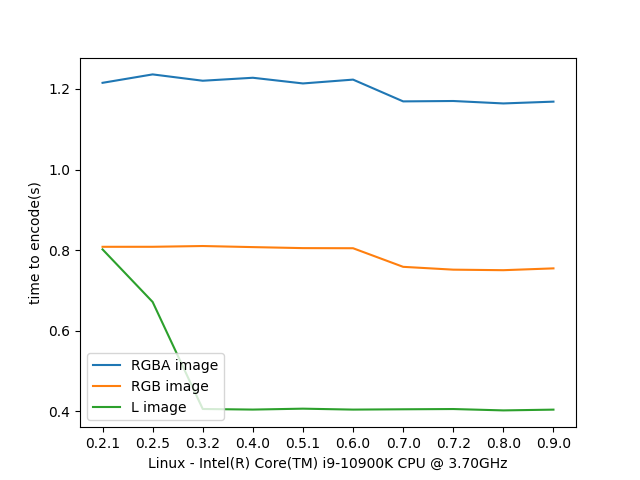 time to encode(s)
1.2
1.0
0.8
0.6
0.4
RGBA image
RGB image
L image
0.2.1 0.2.5 0.3.2 0.4.0 0.5.1 0.6.0 0.7.0 0.7.2 0.8.0 0.9.0
Linux - Intel(R) Core(TM) i9-10900K CPU @ 3.70GHz